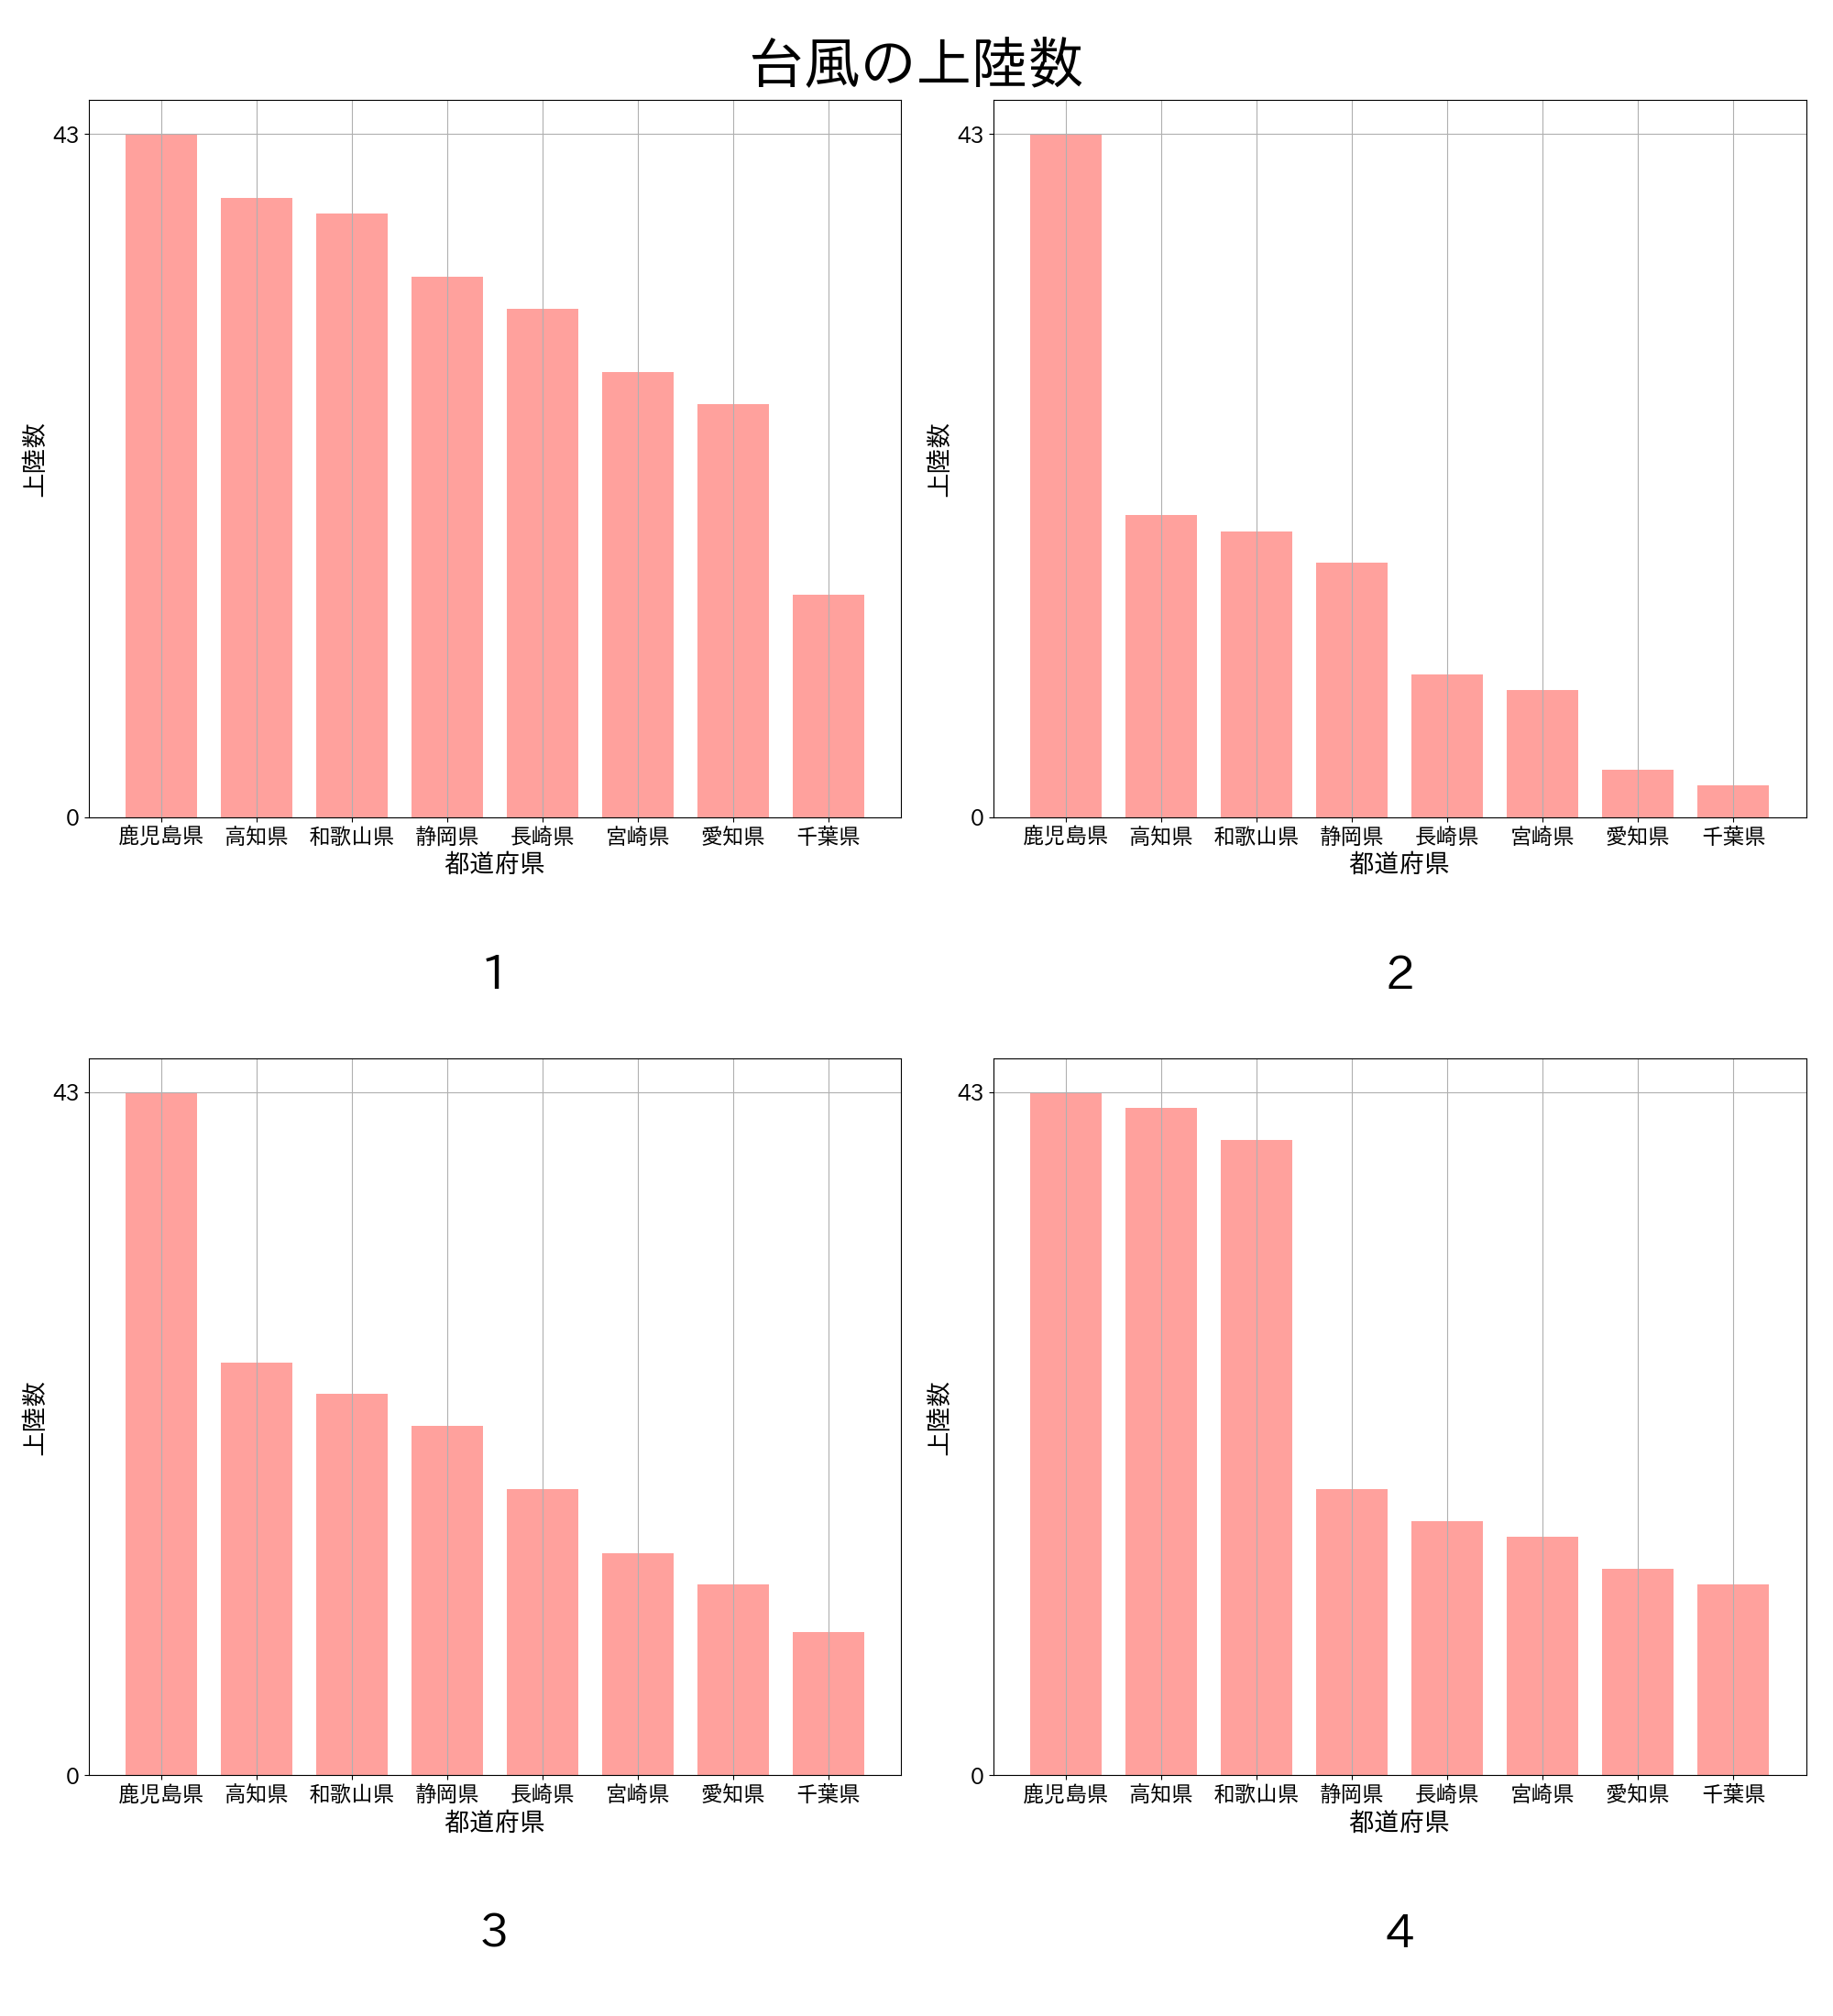 台風の上陸数
43
上陸数
0
鹿児島県 高知県 和歌山県 静岡県 長崎県 宮崎県 愛知県 千葉県
都道府県
1
43
上陸数
0
鹿児島県 高知県 和歌山県 静岡県 長崎県 宮崎県 愛知県 千葉県
都道府県
2
43
上陸数
0
鹿児島県 高知県 和歌山県 静岡県 長崎県 宮崎県 愛知県 千葉県
都道府県
3
43
上陸数
0
鹿児島県 高知県 和歌山県 静岡県 長崎県 宮崎県 愛知県 千葉県
都道府県
4